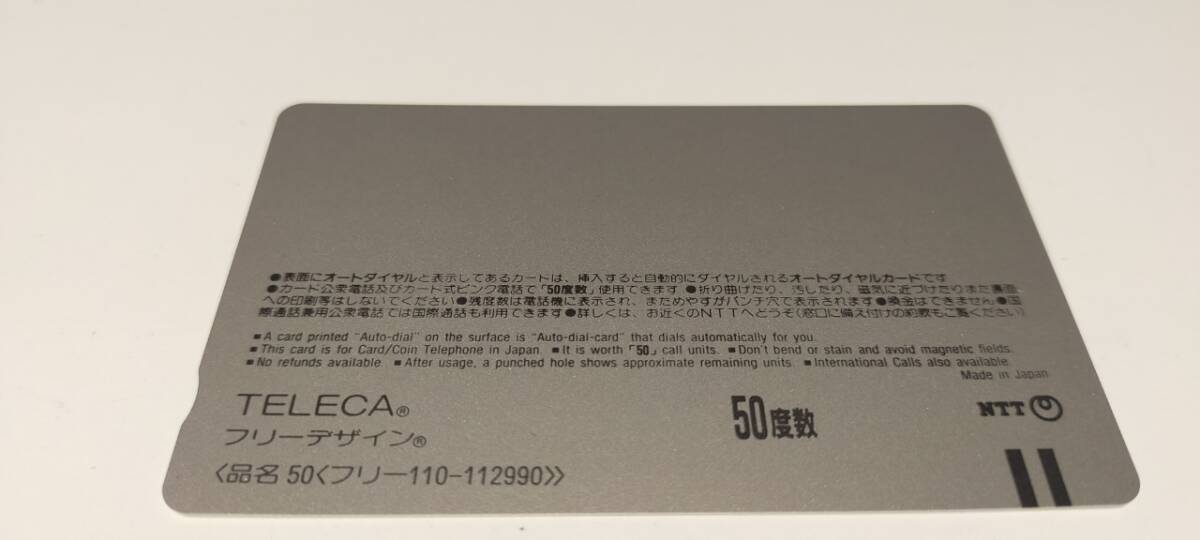 ●表面にオートダイヤルと表示してあるカードは、挿入すると自動的にダイヤルされるオートダイヤルカードです
●カード公衆電話及びカード式ピンク電話で「50度数」使用できます ●折り曲げたり、汚したり、磁気に近づけたりまた裏面
への印刷等はしないでください ●残度数は電話機に表示され、まためやすがパンチ穴で表示されます ●換金はできません ●国
際通話兼用公衆電話では国際通話も利用できます ●詳しくは、お近くのNTTへどうぞ(窓口に備え付けの約款もご覧ください)
■ A card printed "Auto-dial" on the surface is "Auto-dial-card" that dials automatically for you.
■ This card is for Card/Coin Telephone in Japan. ■ It is worth「50」call units. ■ Don't bend or stain and avoid magnetic fields.
■ No refunds available. ■ After usage, a punched hole shows approximate remaining units. ■ International Calls also available.
Made in Japan
TELECA®
50度数
NTT
フリーデザイン®
〈品名 50〈フリー110-112990〉〉